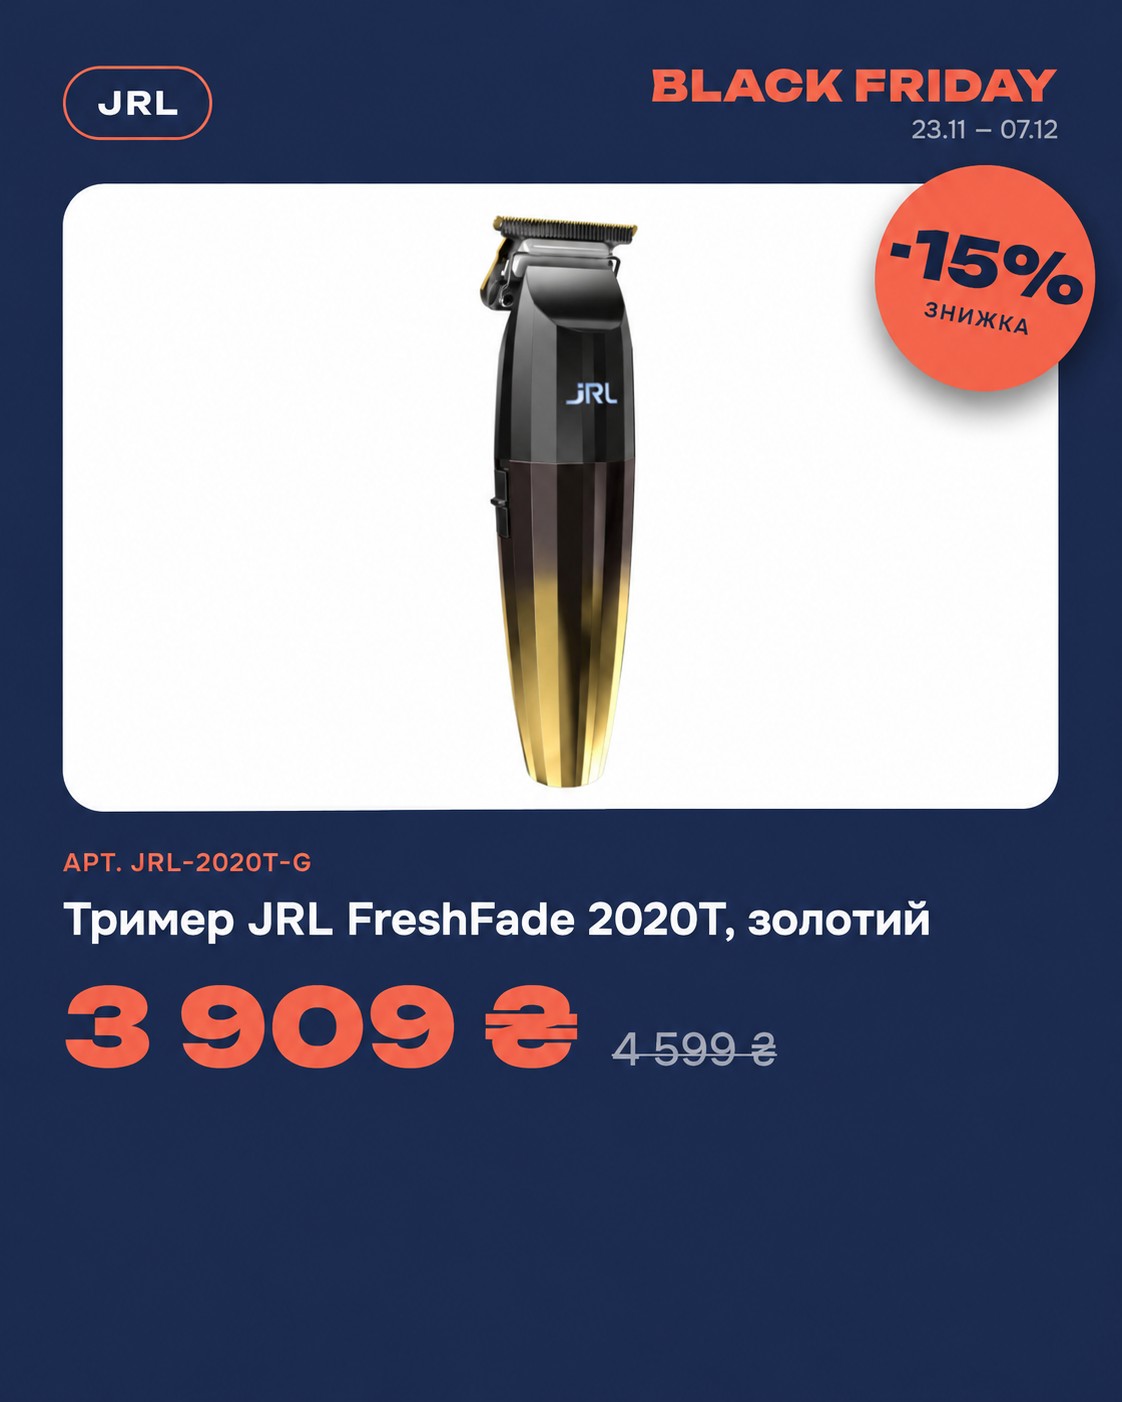 JRL
BLACK FRIDAY
23.11 – 07.12
-15%
ЗНИЖКА
JRL
АРТ. JRL-2020T-G
Тример JRL FreshFade 2020T, золотий
3 909 ₴
4 599 ₴